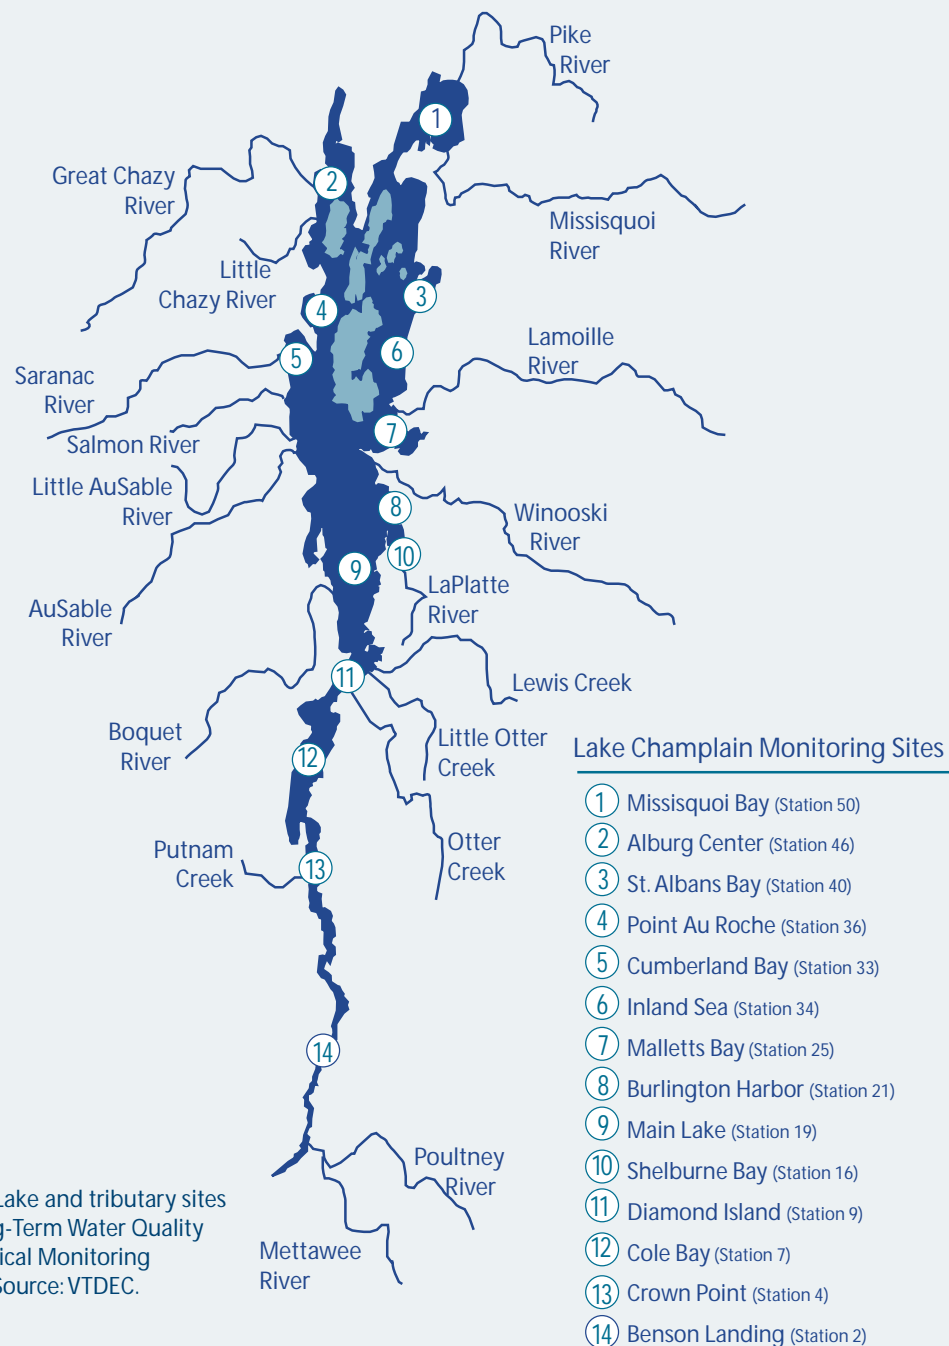 Pike
River
1
Great Chazy
River
2
Missisquoi
River
Little
Chazy River
3
4
5
6
Lamoille
River
Saranac
River
7
Salmon River
Little AuSable
River
8
Winooski
River
10
9
AuSable
River
LaPlatte
River
11
Lewis Creek
Boquet
River
12
Little Otter
Creek
Putnam
Creek
13
Otter
Creek
14
Poultney
River
Mettawee
River
Lake and tributary sites
g-Term Water Quality
ical Monitoring
Source: VTDEC.
Lake Champlain Monitoring Sites
1 Missisquoi Bay (Station 50)
2 Alburg Center (Station 46)
3 St. Albans Bay (Station 40)
4 Point Au Roche (Station 36)
5 Cumberland Bay (Station 33)
6 Inland Sea (Station 34)
7 Malletts Bay (Station 25)
8 Burlington Harbor (Station 21)
9 Main Lake (Station 19)
10 Shelburne Bay (Station 16)
11 Diamond Island (Station 9)
12 Cole Bay (Station 7)
13 Crown Point (Station 4)
14 Benson Landing (Station 2)